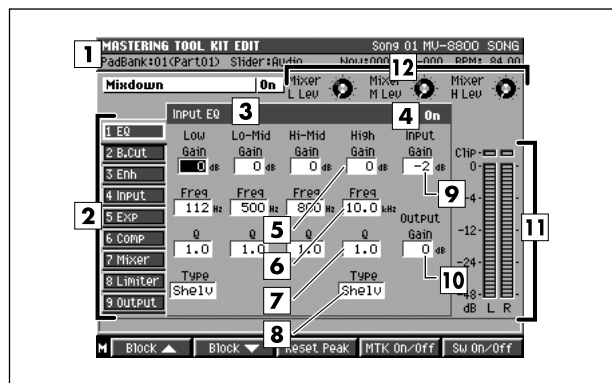 1 MASTERING TOOL KIT EDIT Song 01 MV-8800 SONG
PadBank:01(Part01) Slider:Audio Now:000 -000 BPM: 84.00
12
Mixdown On Mixer L Lev Mixer M Lev Mixer H Lev
Input EQ 3 4 On
1 EQ
2 B.Cut
3 Enh
4 Input
5 Exp
6 Comp
7 Mixer
8 Limiter
9 Output
2
Low Lo-Mid Hi-Mid High Input
Gain Gain Gain Gain Gain
0 dB 0 dB 0 dB 0 dB -2 dB
5 9
Freq Freq Freq Freq
112 Hz 500 Hz 800 Hz 10.0 kHz
6
Output
Gain
0 dB
10
Q Q Q Q
1.0 1.0 1.0 1.0
7
Type Type
Shelv Shelv
8
Clip
0
-4
-12
-24
-48
dB L R
11
M Block ▲ Block ▼ Reset Peak MTK On/Off Sw On/Off